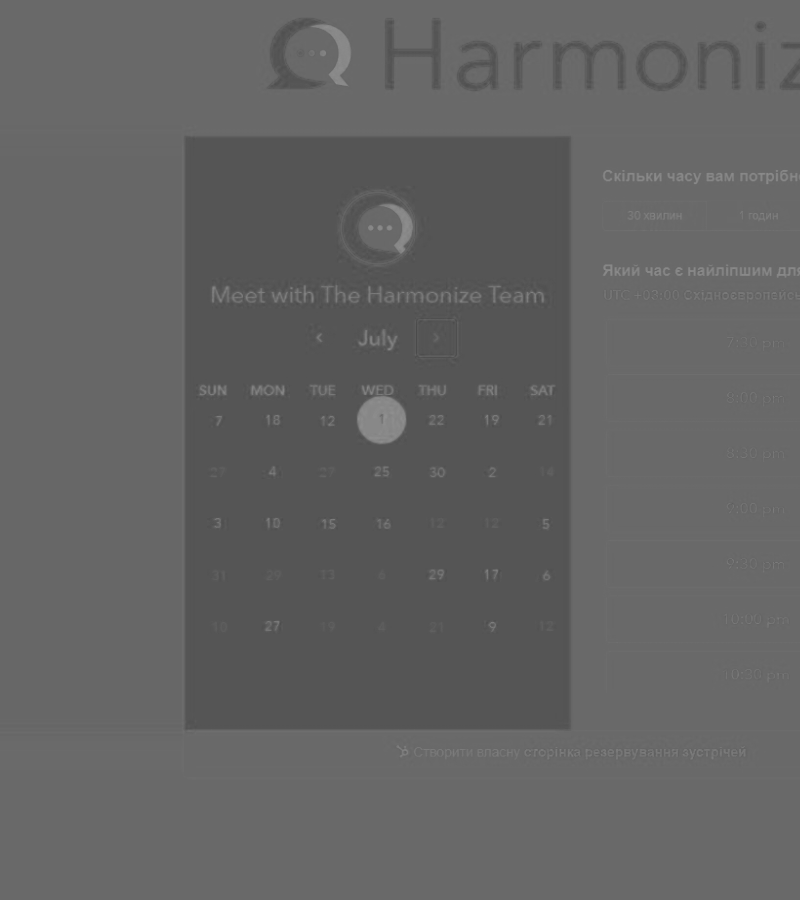 Harmoniz
Meet with The Harmonize Team
July
SUN MON TUE WED THU FRI SAT
7 18 12 1 22 19 21
27 4 27 25 30 2 14
3 10 15 16 12 12 5
31 29 13 6 29 17 6
18 27 19 4 21 9 12
Скільки часу вам потрібн
30 хвилин 1 годин
Який час є найліпшим для
UTC +03:00 Східноєвропейсь
7:30 pm
8:00 pm
8:30 pm
9:00 pm
9:30 pm
10:00 pm
10:30 pm
Створити власну сторінка резервування зустрічей